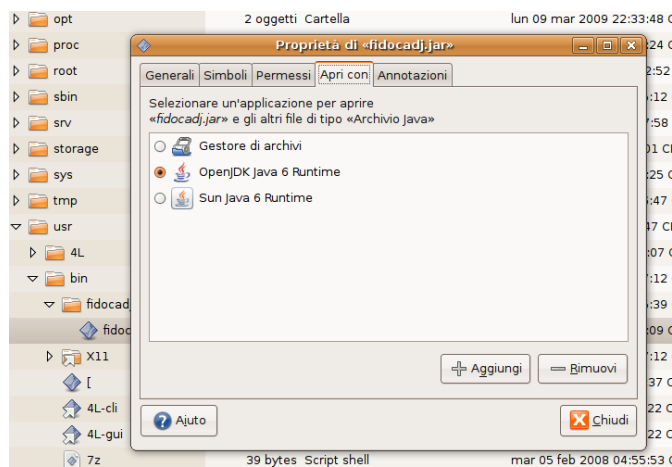 opt 2 oggetti Cartella lun 09 mar 2009 22:33:48
proc
Proprietà di «fidocadj.jar»
root
Generali Simboli Permessi Apri con Annotazioni
sbin
Selezionare un'applicazione per aprire
«fidocadj.jar» e gli altri file di tipo «Archivio Java»
srv
storage
Gestore di archivi
sys
OpenJDK Java 6 Runtime
tmp
Sun Java 6 Runtime
usr
4L
bin
fidocad
fidoc
X11
Aggiungi
Rimuovi
[
4L-cli
Aiuto
Chiudi
4L-gui
7z 39 bytes Script shell mar 05 feb 2008 04:55:53